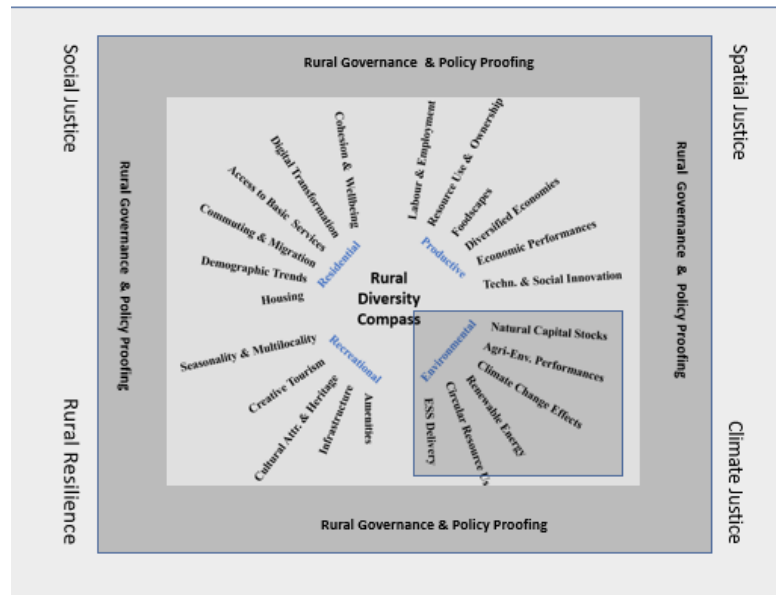 Rural Governance & Policy Proofing
Social Justice
Spatial Justice
Rural Governance & Policy Proofing
Rural Governance & Policy Proofing
Cohesion & Wellbeing
Digital Transformation
Access to Basic Services
Commuting & Migration
Demographic Trends
Housing
Residential
Labour & Employment
Resource Use & Ownership
Foodscapes
Diversified Economies
Economic Performances
Techn. & Social Innovation
Productive
Rural
Diversity
Compass
Seasonality & Multilocality
Creative Tourism
Cultural Attr. & Heritage
Infrastructure
Amenities
Recreational
Environmental
Natural Capital Stocks
Agri-Env. Performances
Climate Change Effects
Renewable Energy
Circular Resource Us
ESS Delivery
Rural Resilience
Climate Justice
Rural Governance & Policy Proofing